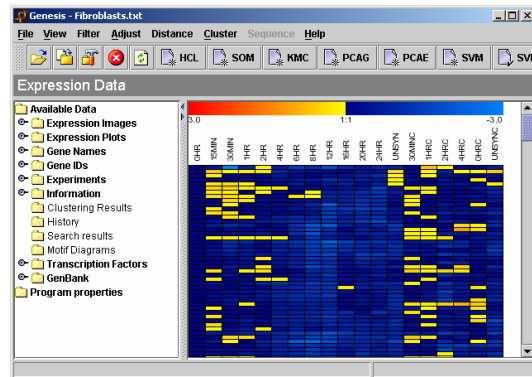 Genesis - Fibroblasts.txt
File View Filter Adjust Distance Cluster Sequence Help
HCL SOM KMC PCAG PCAE SVM
Expression Data
Available Data
Expression Images
Expression Plots
Gene Names
Gene IDs
Experiments
Information
Clustering Results
History
Search results
Motif Diagrams
Transcription Factors
GenBank
Program properties
3.0 1:1 -3.0
0HR 15MIN 30MIN 1HR 2HR 4HR 6HR 8HR 12HR 16HR 20HR 24HR UNSYN 30MINC 1HRC 2HRC 4HRC 0HRC UNSYNC